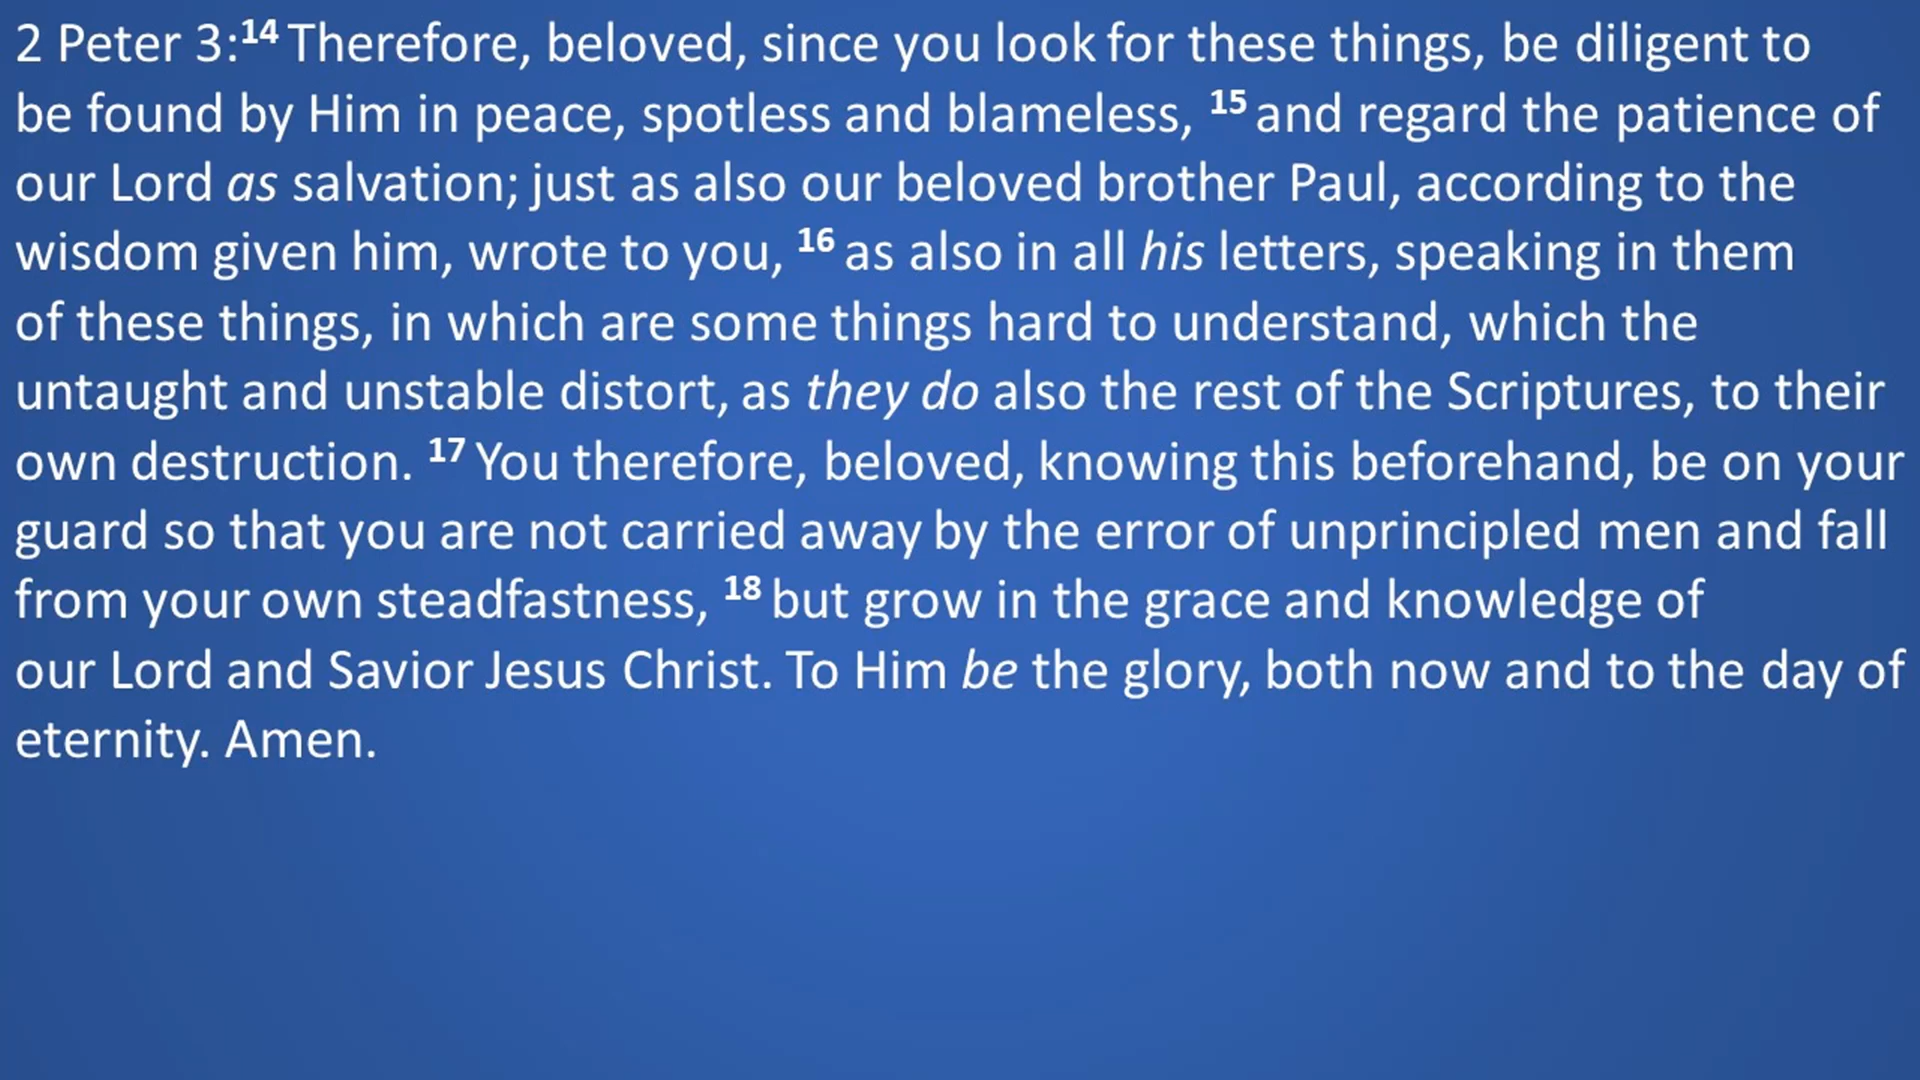 2 Peter 3:14 Therefore, beloved, since you look for these things, be diligent to
be found by Him in peace, spotless and blameless, 15 and regard the patience of
our Lord as salvation; just as also our beloved brother Paul, according to the
wisdom given him, wrote to you, 16 as also in all his letters, speaking in them
of these things, in which are some things hard to understand, which the
untaught and unstable distort, as they do also the rest of the Scriptures, to their
own destruction. 17 You therefore, beloved, knowing this beforehand, be on your
guard so that you are not carried away by the error of unprincipled men and fall
from your own steadfastness, 18 but grow in the grace and knowledge of
our Lord and Savior Jesus Christ. To Him be the glory, both now and to the day of
eternity. Amen.